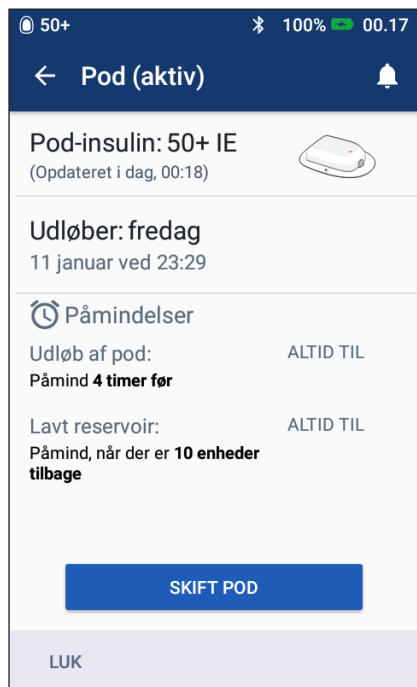 50+ 100% 00.17
Pod (aktiv)
Pod-insulin: 50+ IE
(Opdateret i dag, 00:18)
Udløber: fredag
11 januar ved 23:29
Påmindelser
Udløb af pod: ALTID TIL
Påmind 4 timer før
Lavt reservoir: ALTID TIL
Påmind, når der er 10 enheder
tilbage
SKIFT POD
LUK